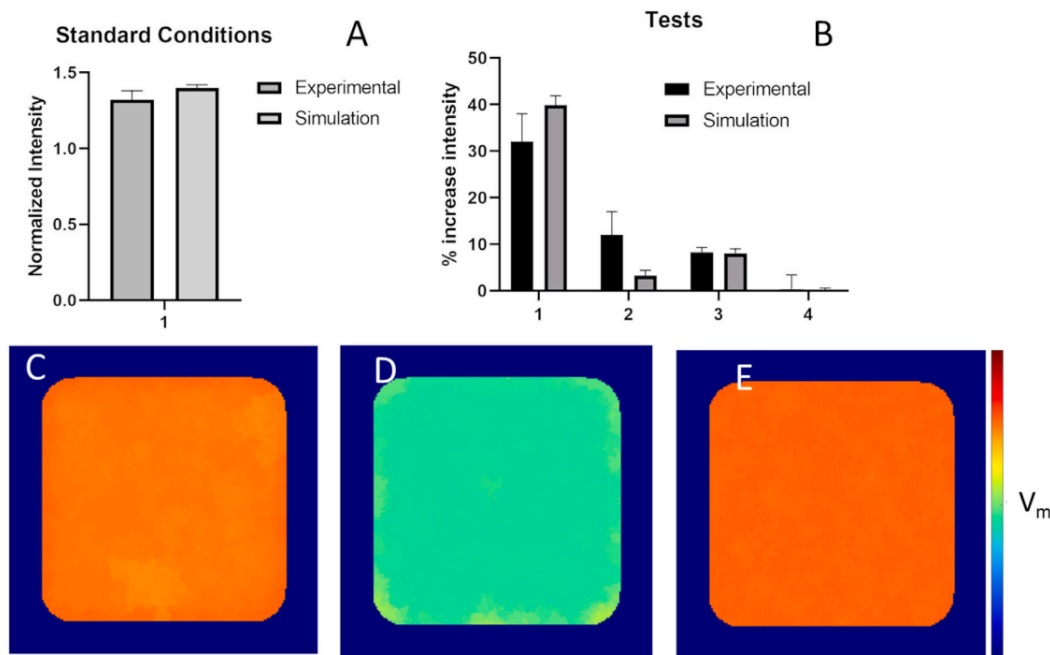 Standard Conditions
A
1.5
1.0
0.5
0.0
Normalized Intensity
1
Experimental
Simulation
Tests
B
50
40
30
20
10
0
% increase intensity
1 2 3 4
Experimental
Simulation
C
D
E
Vm